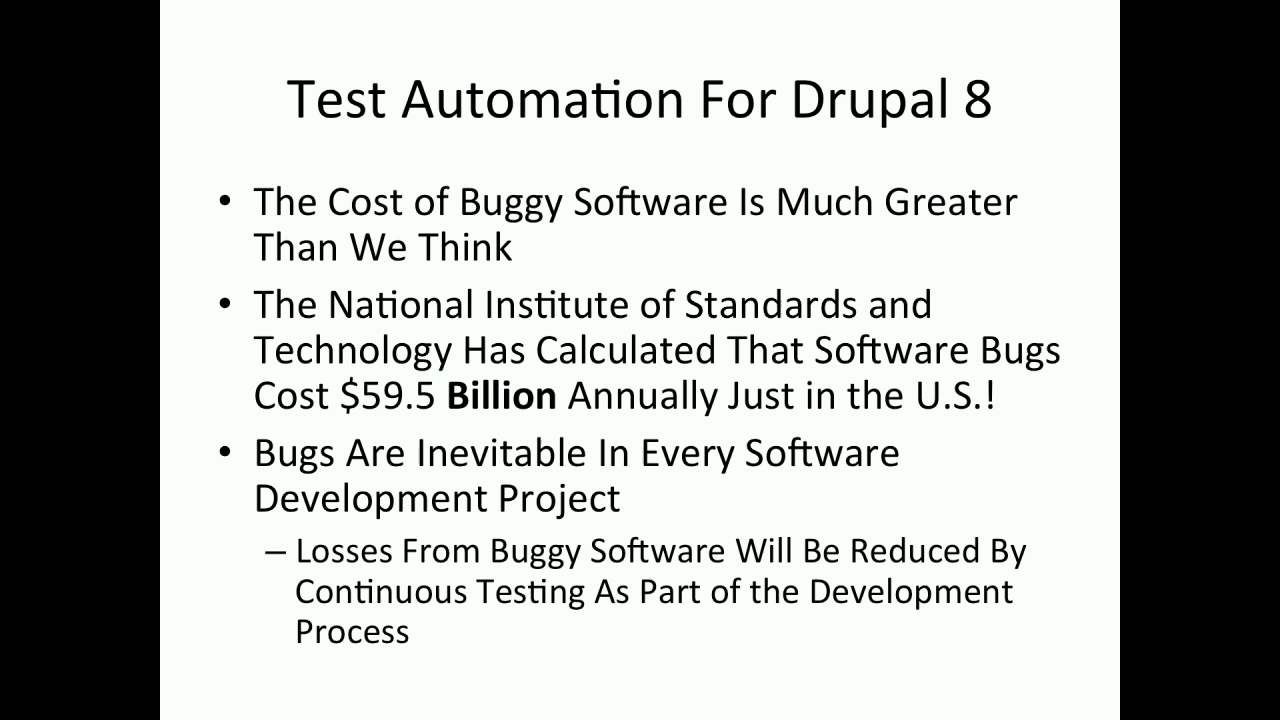 Test Automation For Drupal 8
• The Cost of Buggy Software Is Much Greater
Than We Think
• The National Institute of Standards and
Technology Has Calculated That Software Bugs
Cost $59.5 Billion Annually Just in the U.S.!
• Bugs Are Inevitable In Every Software
Development Project
– Losses From Buggy Software Will Be Reduced By
Continuous Testing As Part of the Development
Process